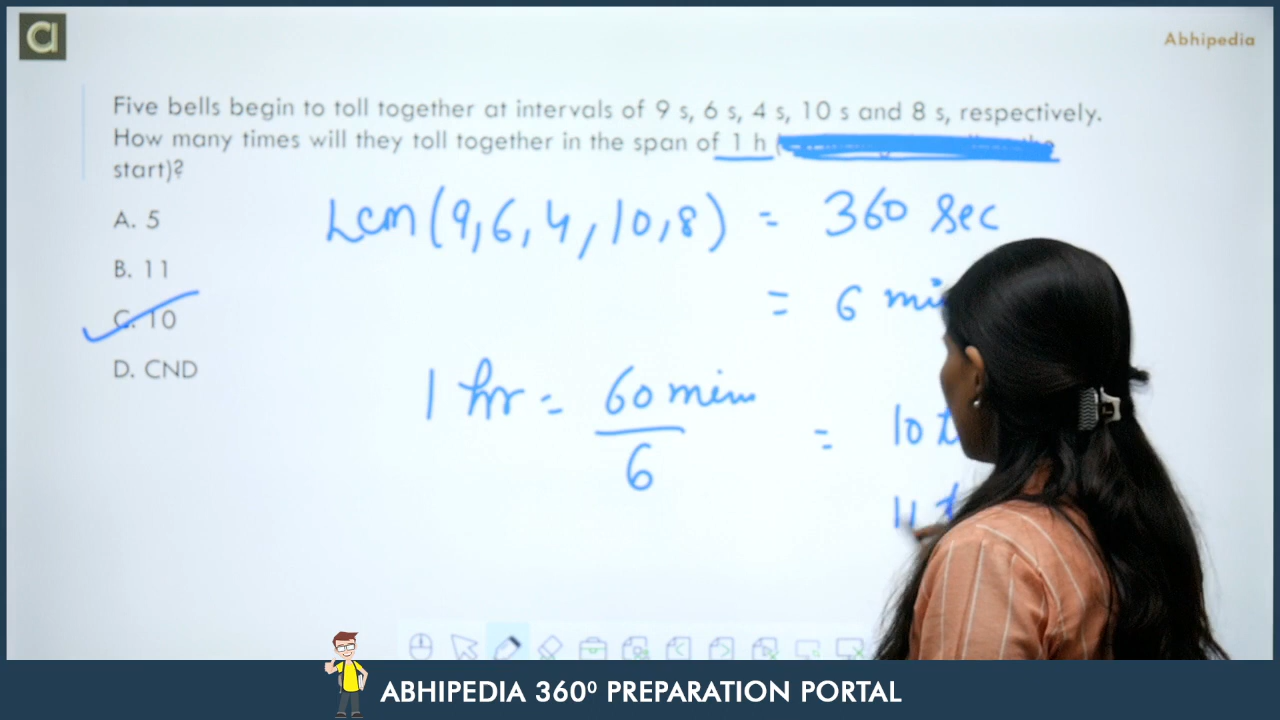 Abhipedia
Five bells begin to toll together at intervals of 9 s, 6 s, 4 s, 10 s and 8 s, respectively.
How many times will they toll together in the span of 1 h (
start)?
A. 5
B. 11
C. 10
D. CND
Lcm (9,6,4,10,8) = 360 sec
= 6
1 hr = 60 min
6
= 10
11
ABHIPEDIA 360⁰ PREPARATION PORTAL